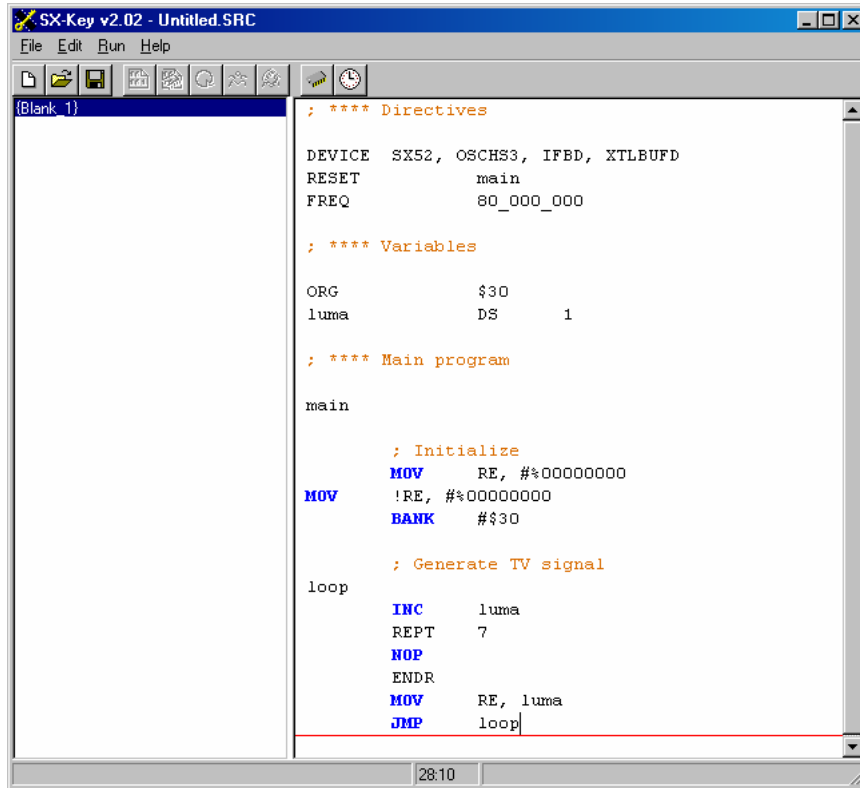 SX-Key v2.02 - Untitled.SRC
File Edit Run Help
{Blank_1}
; **** Directives
DEVICE SX52, OSCHS3, IFBD, XTLBUFD
RESET main
FREQ 80_000_000
; **** Variables
ORG $30
luma DS 1
; **** Main program
main
; Initialize
MOV RE, #%00000000
MOV !RE, #%00000000
BANK #$30
; Generate TV signal
loop
INC luma
REPT 7
NOP
ENDR
MOV RE, luma
JMP loop
28:10